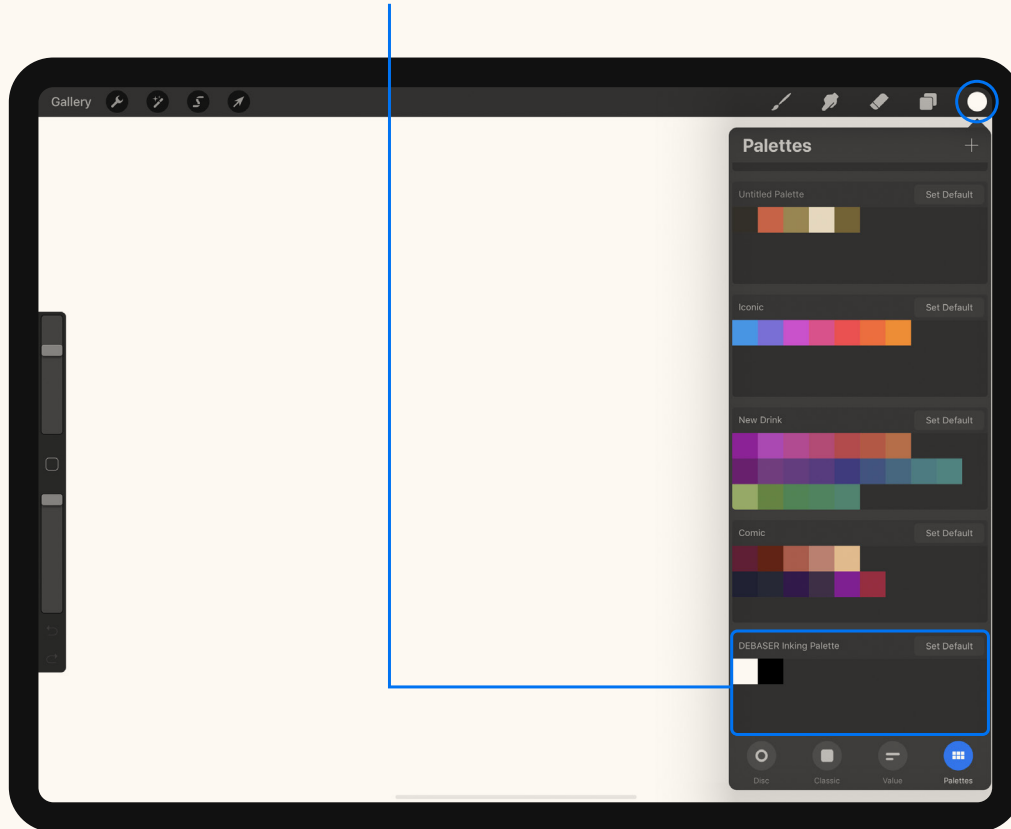 Gallery
Palettes
Untitled Palette Set Default
Iconic Set Default
New Drink Set Default
Comic Set Default
DEBASER Inking Palette Set Default
Disc Classic Value Palettes